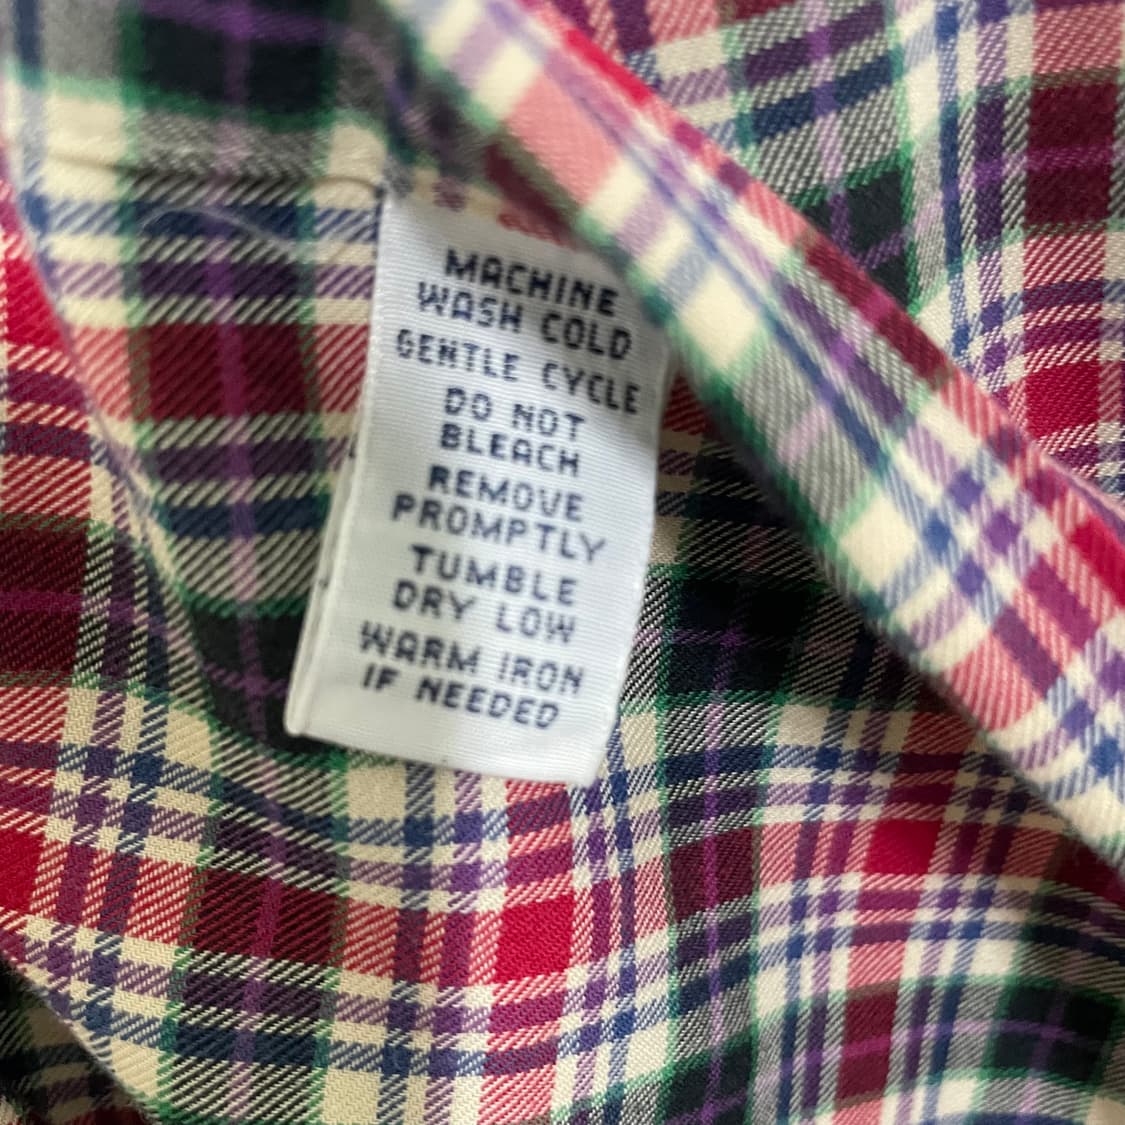 MACHINE
WASH COLD
GENTLE CYCLE
DO NOT
BLEACH
REMOVE
PROMPTLY
TUMBLE
DRY LOW
WARM IRON
IF NEEDED